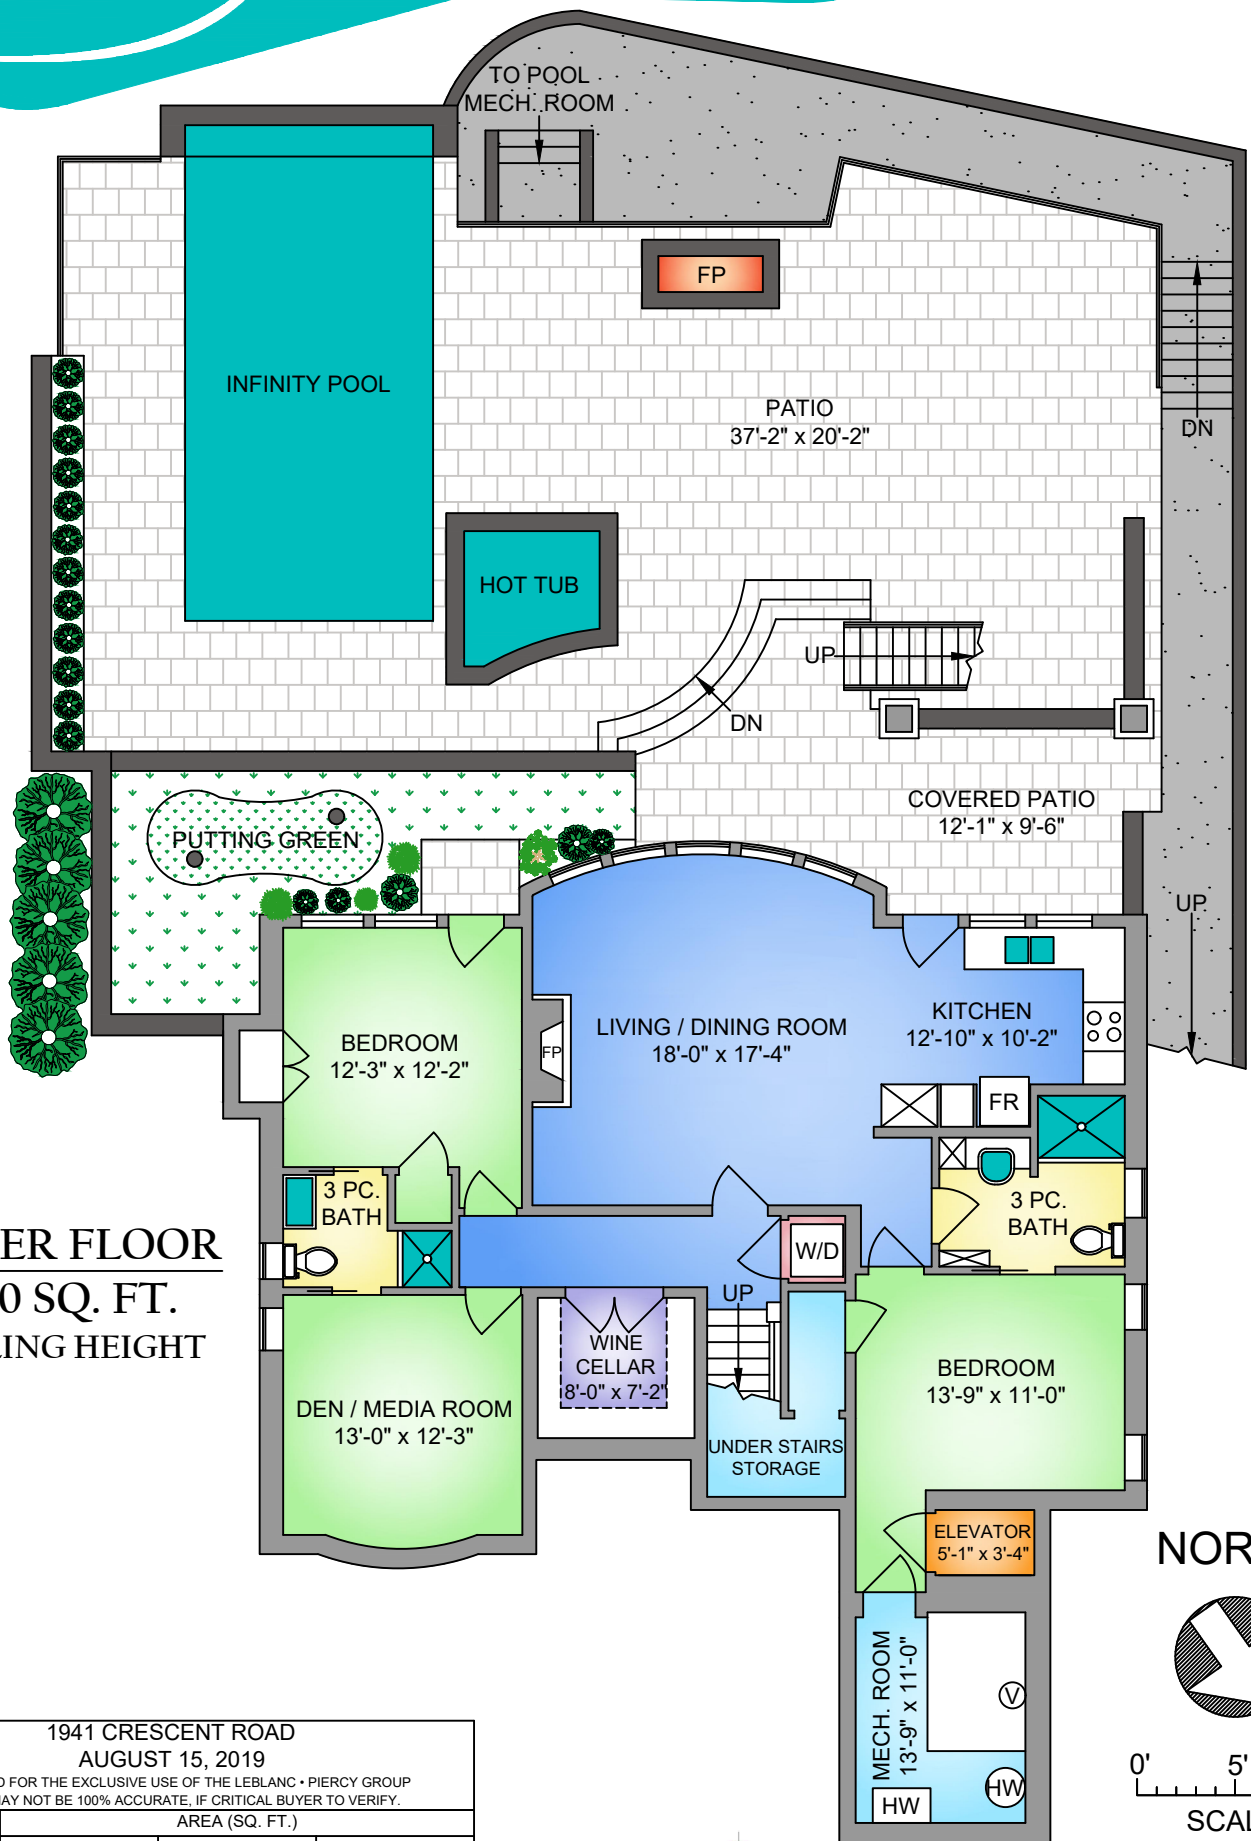 TO POOL
MECH. ROOM
FP
INFINITY POOL
PATIO
37'-2" x 20'-2"
DN
HOT TUB
UP
DN
COVERED PATIO
12'-1" x 9'-6"
PUTTING GREEN
UP
BEDROOM
12'-3" x 12'-2"
FP
LIVING / DINING ROOM
18'-0" x 17'-4"
KITCHEN
12'-10" x 10'-2"
FR
3 PC.
BATH
3 PC.
BATH
W/D
ER FLOOR
0 SQ. FT.
LING HEIGHT
UP
WINE
CELLAR
8'-0" x 7'-2"
BEDROOM
13'-9" x 11'-0"
DEN / MEDIA ROOM
13'-0" x 12'-3"
UNDER STAIRS
STORAGE
ELEVATOR
5'-1" x 3'-4"
NOR
MECH. ROOM
13'-9" x 11'-0"
V
HW
HW
0' 5'
SCAL
1941 CRESCENT ROAD
AUGUST 15, 2019
D FOR THE EXCLUSIVE USE OF THE LEBLANC • PIERCY GROUP
MAY NOT BE 100% ACCURATE, IF CRITICAL BUYER TO VERIFY.
AREA (SQ. FT.)